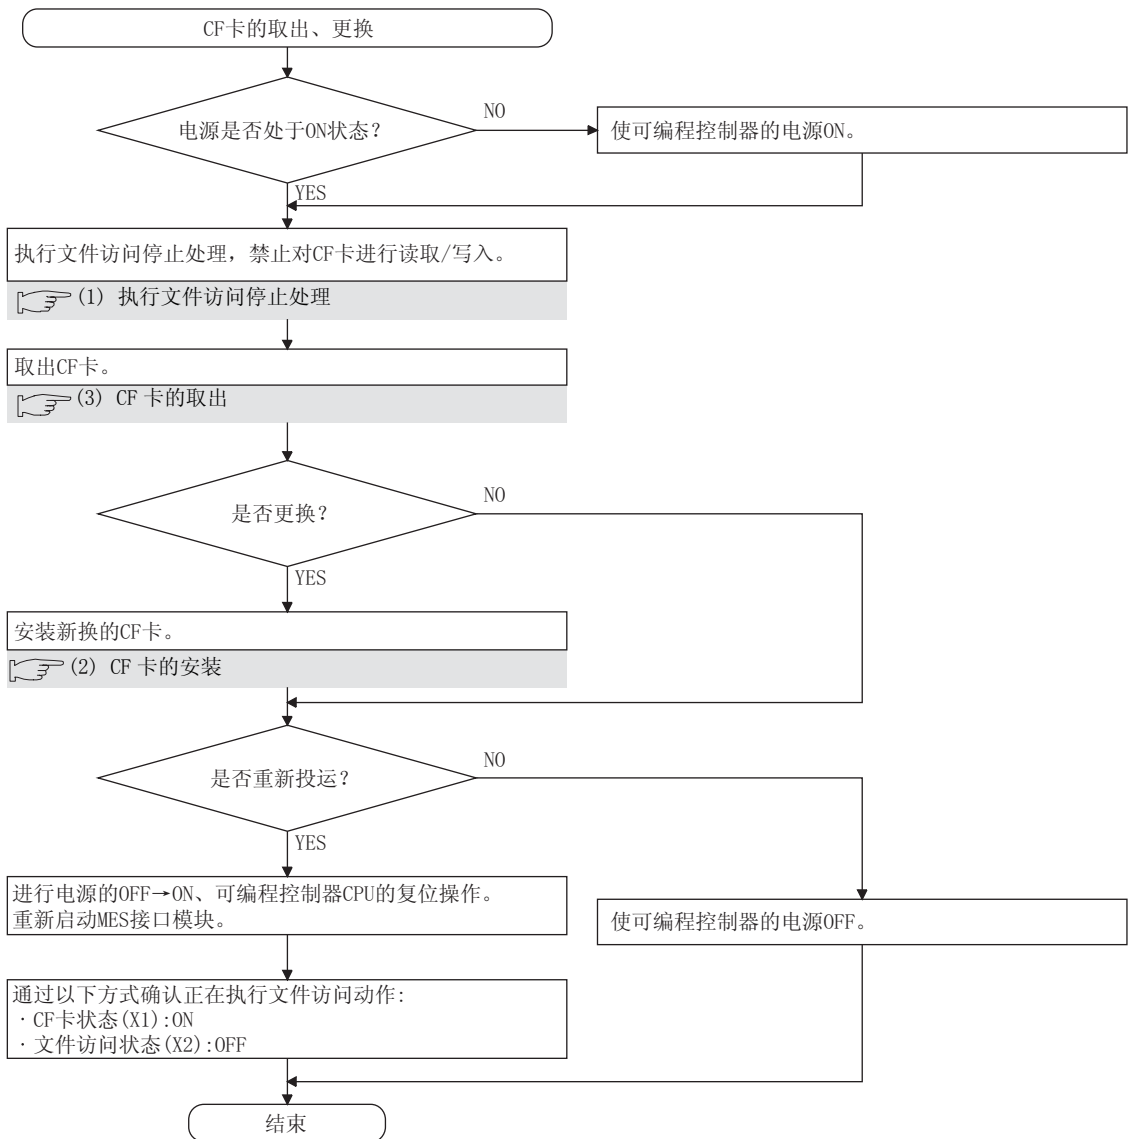 CF卡的取出、更换
电源是否处于ON状态?
NO
使可编程控制器的电源ON。
YES
执行文件访问停止处理，禁止对CF卡进行读取/写入。
(1) 执行文件访问停止处理
取出CF卡。
(3) CF 卡的取出
是否更换?
NO
YES
安装新换的CF卡。
(2) CF 卡的安装
是否重新投运?
NO
YES
进行电源的OFF→ON、可编程控制器CPU的复位操作。
重新启动MES接口模块。
使可编程控制器的电源OFF。
通过以下方式确认正在执行文件访问动作:
·CF卡状态(X1):ON
·文件访问状态(X2):OFF
结束